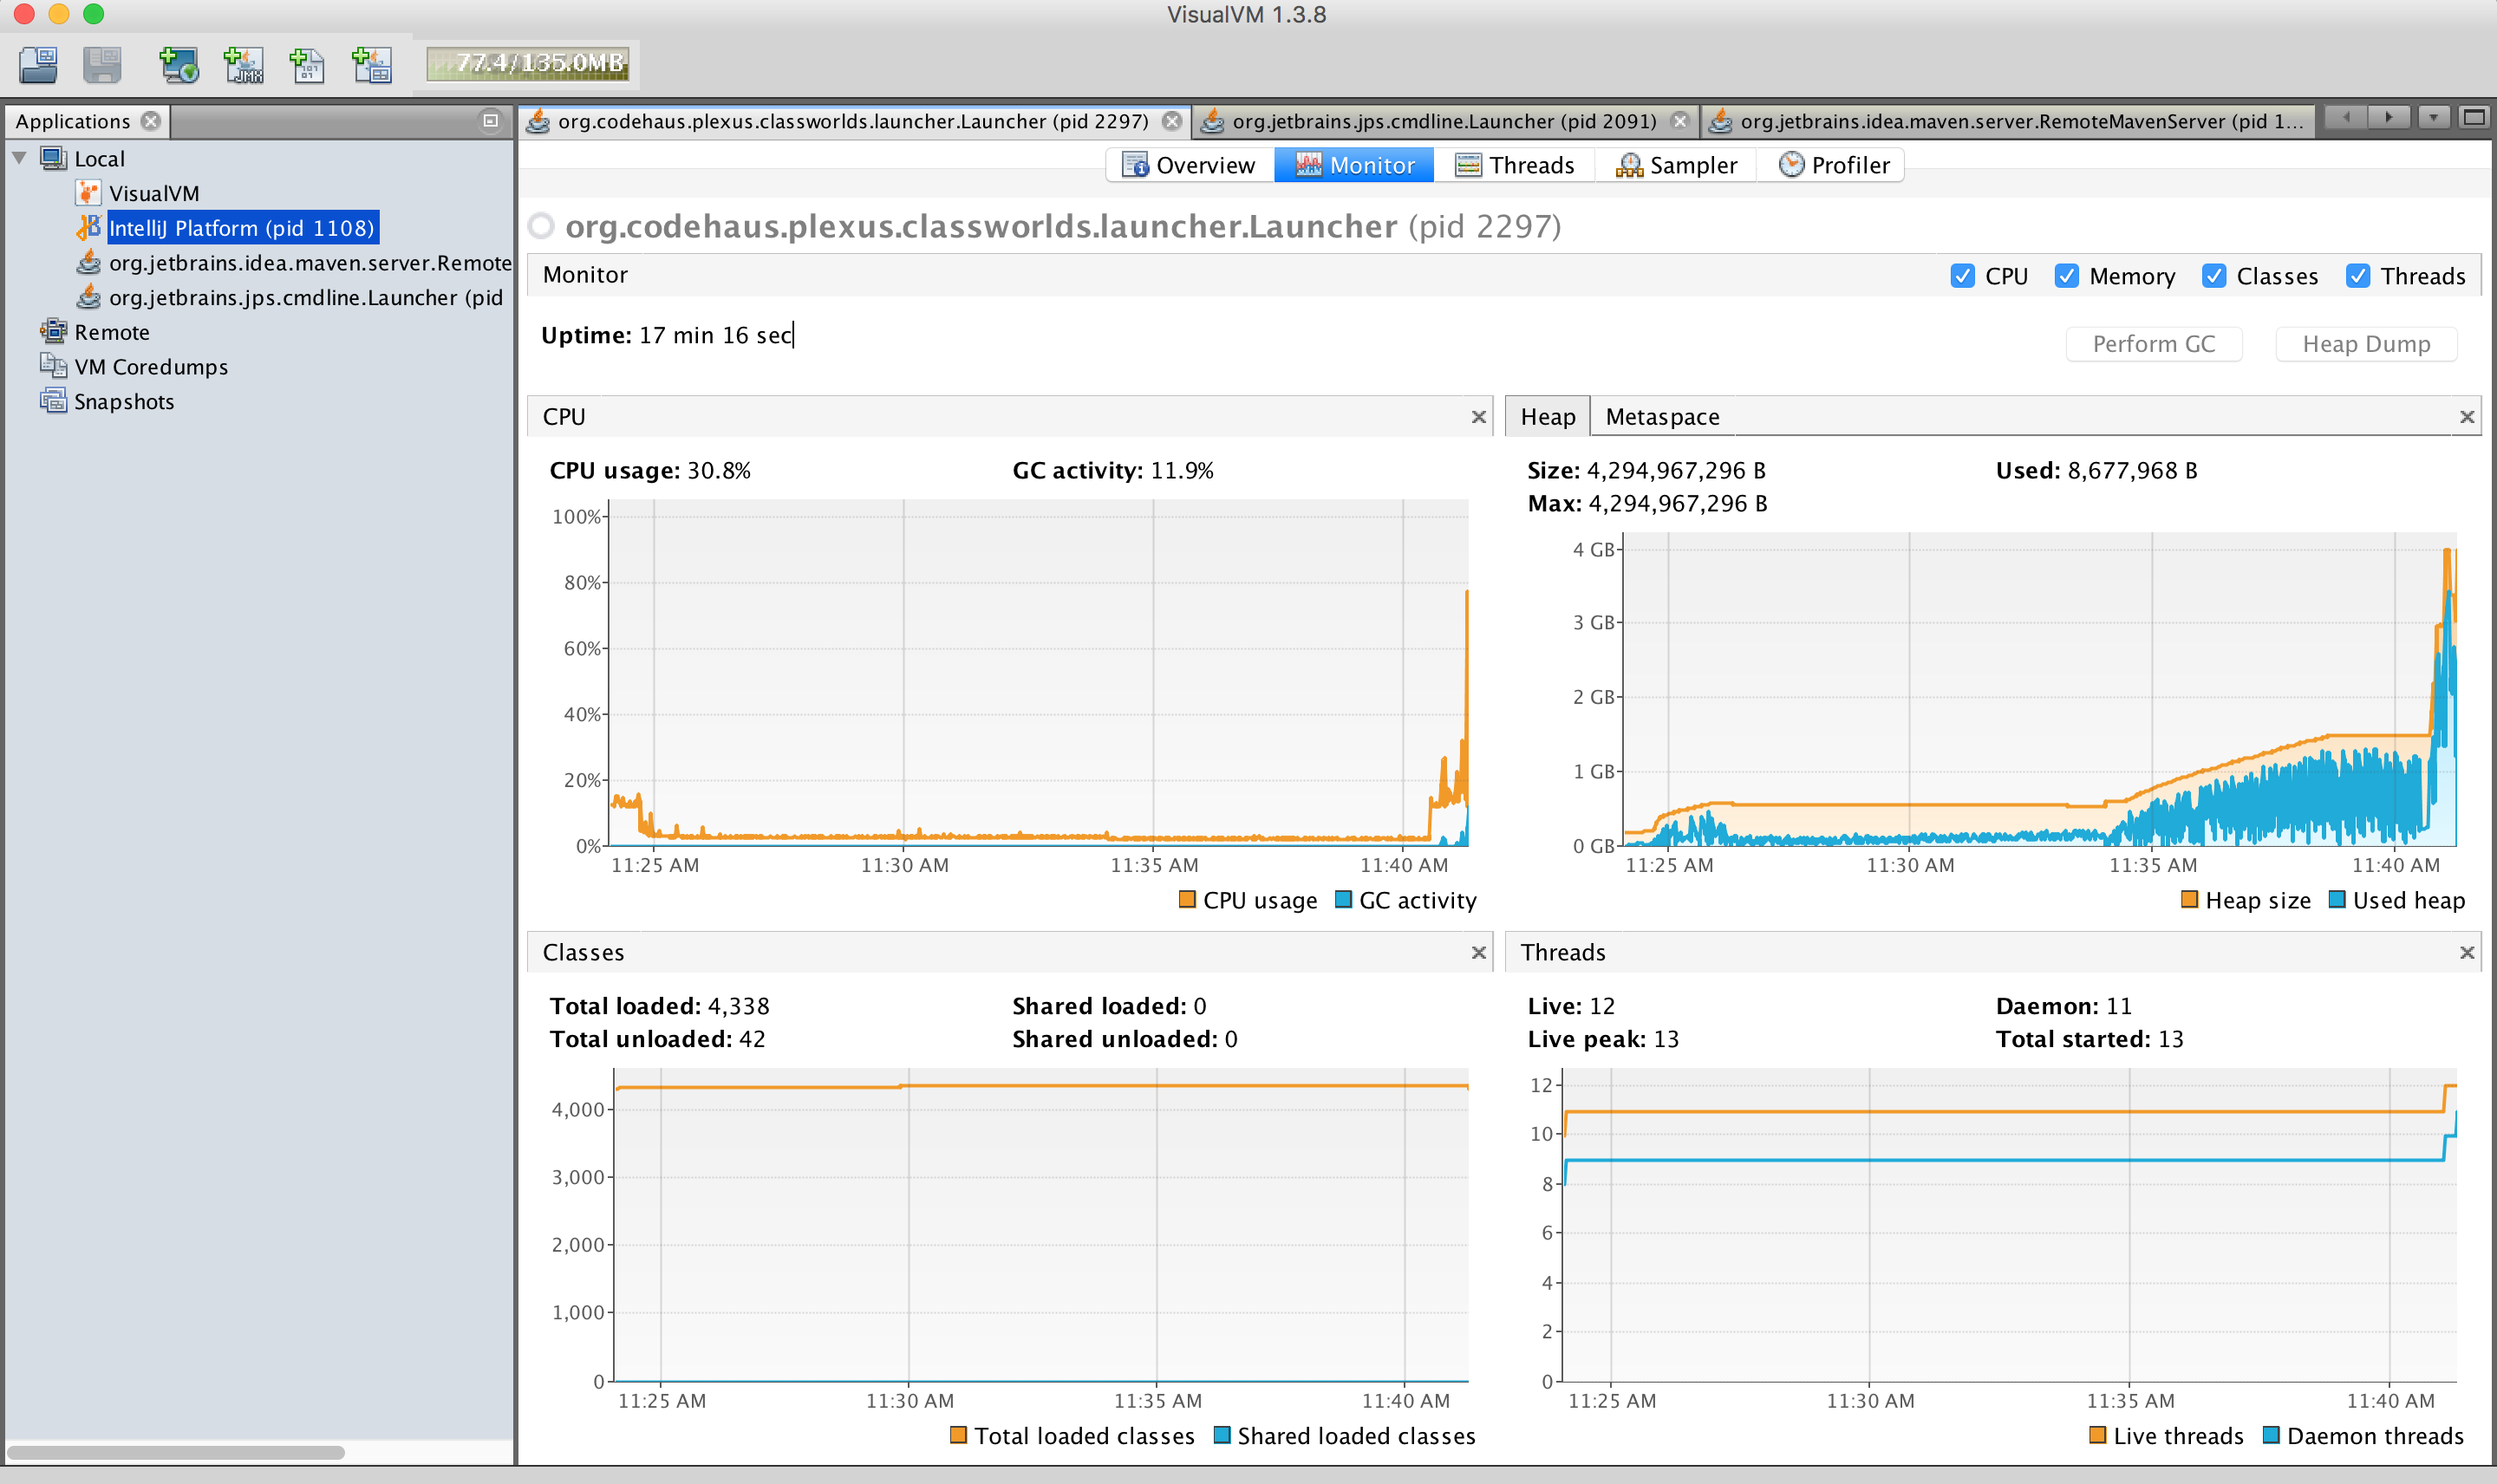 VisualVM 1.3.8
JMX
77.4/135.0MB
Applications
org.codehaus.plexus.classworlds.launcher.Launcher (pid 2297)
org.jetbrains.jps.cmdline.Launcher (pid 2091)
org.jetbrains.idea.maven.server.RemoteMavenServer (pid 1...
Local
VisualVM
IntelliJ Platform (pid 1108)
org.jetbrains.idea.maven.server.Remote
org.jetbrains.jps.cmdline.Launcher (pid
Remote
VM Coredumps
Snapshots
Overview
Monitor
Threads
Sampler
Profiler
org.codehaus.plexus.classworlds.launcher.Launcher (pid 2297)
Monitor
CPU
Memory
Classes
Threads
Uptime: 17 min 16 sec
Perform GC
Heap Dump
CPU
CPU usage: 30.8%
GC activity: 11.9%
100%
80%
60%
40%
20%
0%
11:25 AM
11:30 AM
11:35 AM
11:40 AM
CPU usage
GC activity
Heap
Metaspace
Size: 4,294,967,296 B
Used: 8,677,968 B
Max: 4,294,967,296 B
4 GB
3 GB
2 GB
1 GB
0 GB
11:25 AM
11:30 AM
11:35 AM
11:40 AM
Heap size
Used heap
Classes
Total loaded: 4,338
Shared loaded: 0
Total unloaded: 42
Shared unloaded: 0
4,000
3,000
2,000
1,000
0
11:25 AM
11:30 AM
11:35 AM
11:40 AM
Total loaded classes
Shared loaded classes
Threads
Live: 12
Daemon: 11
Live peak: 13
Total started: 13
12
10
8
6
4
2
0
11:25 AM
11:30 AM
11:35 AM
11:40 AM
Live threads
Daemon threads